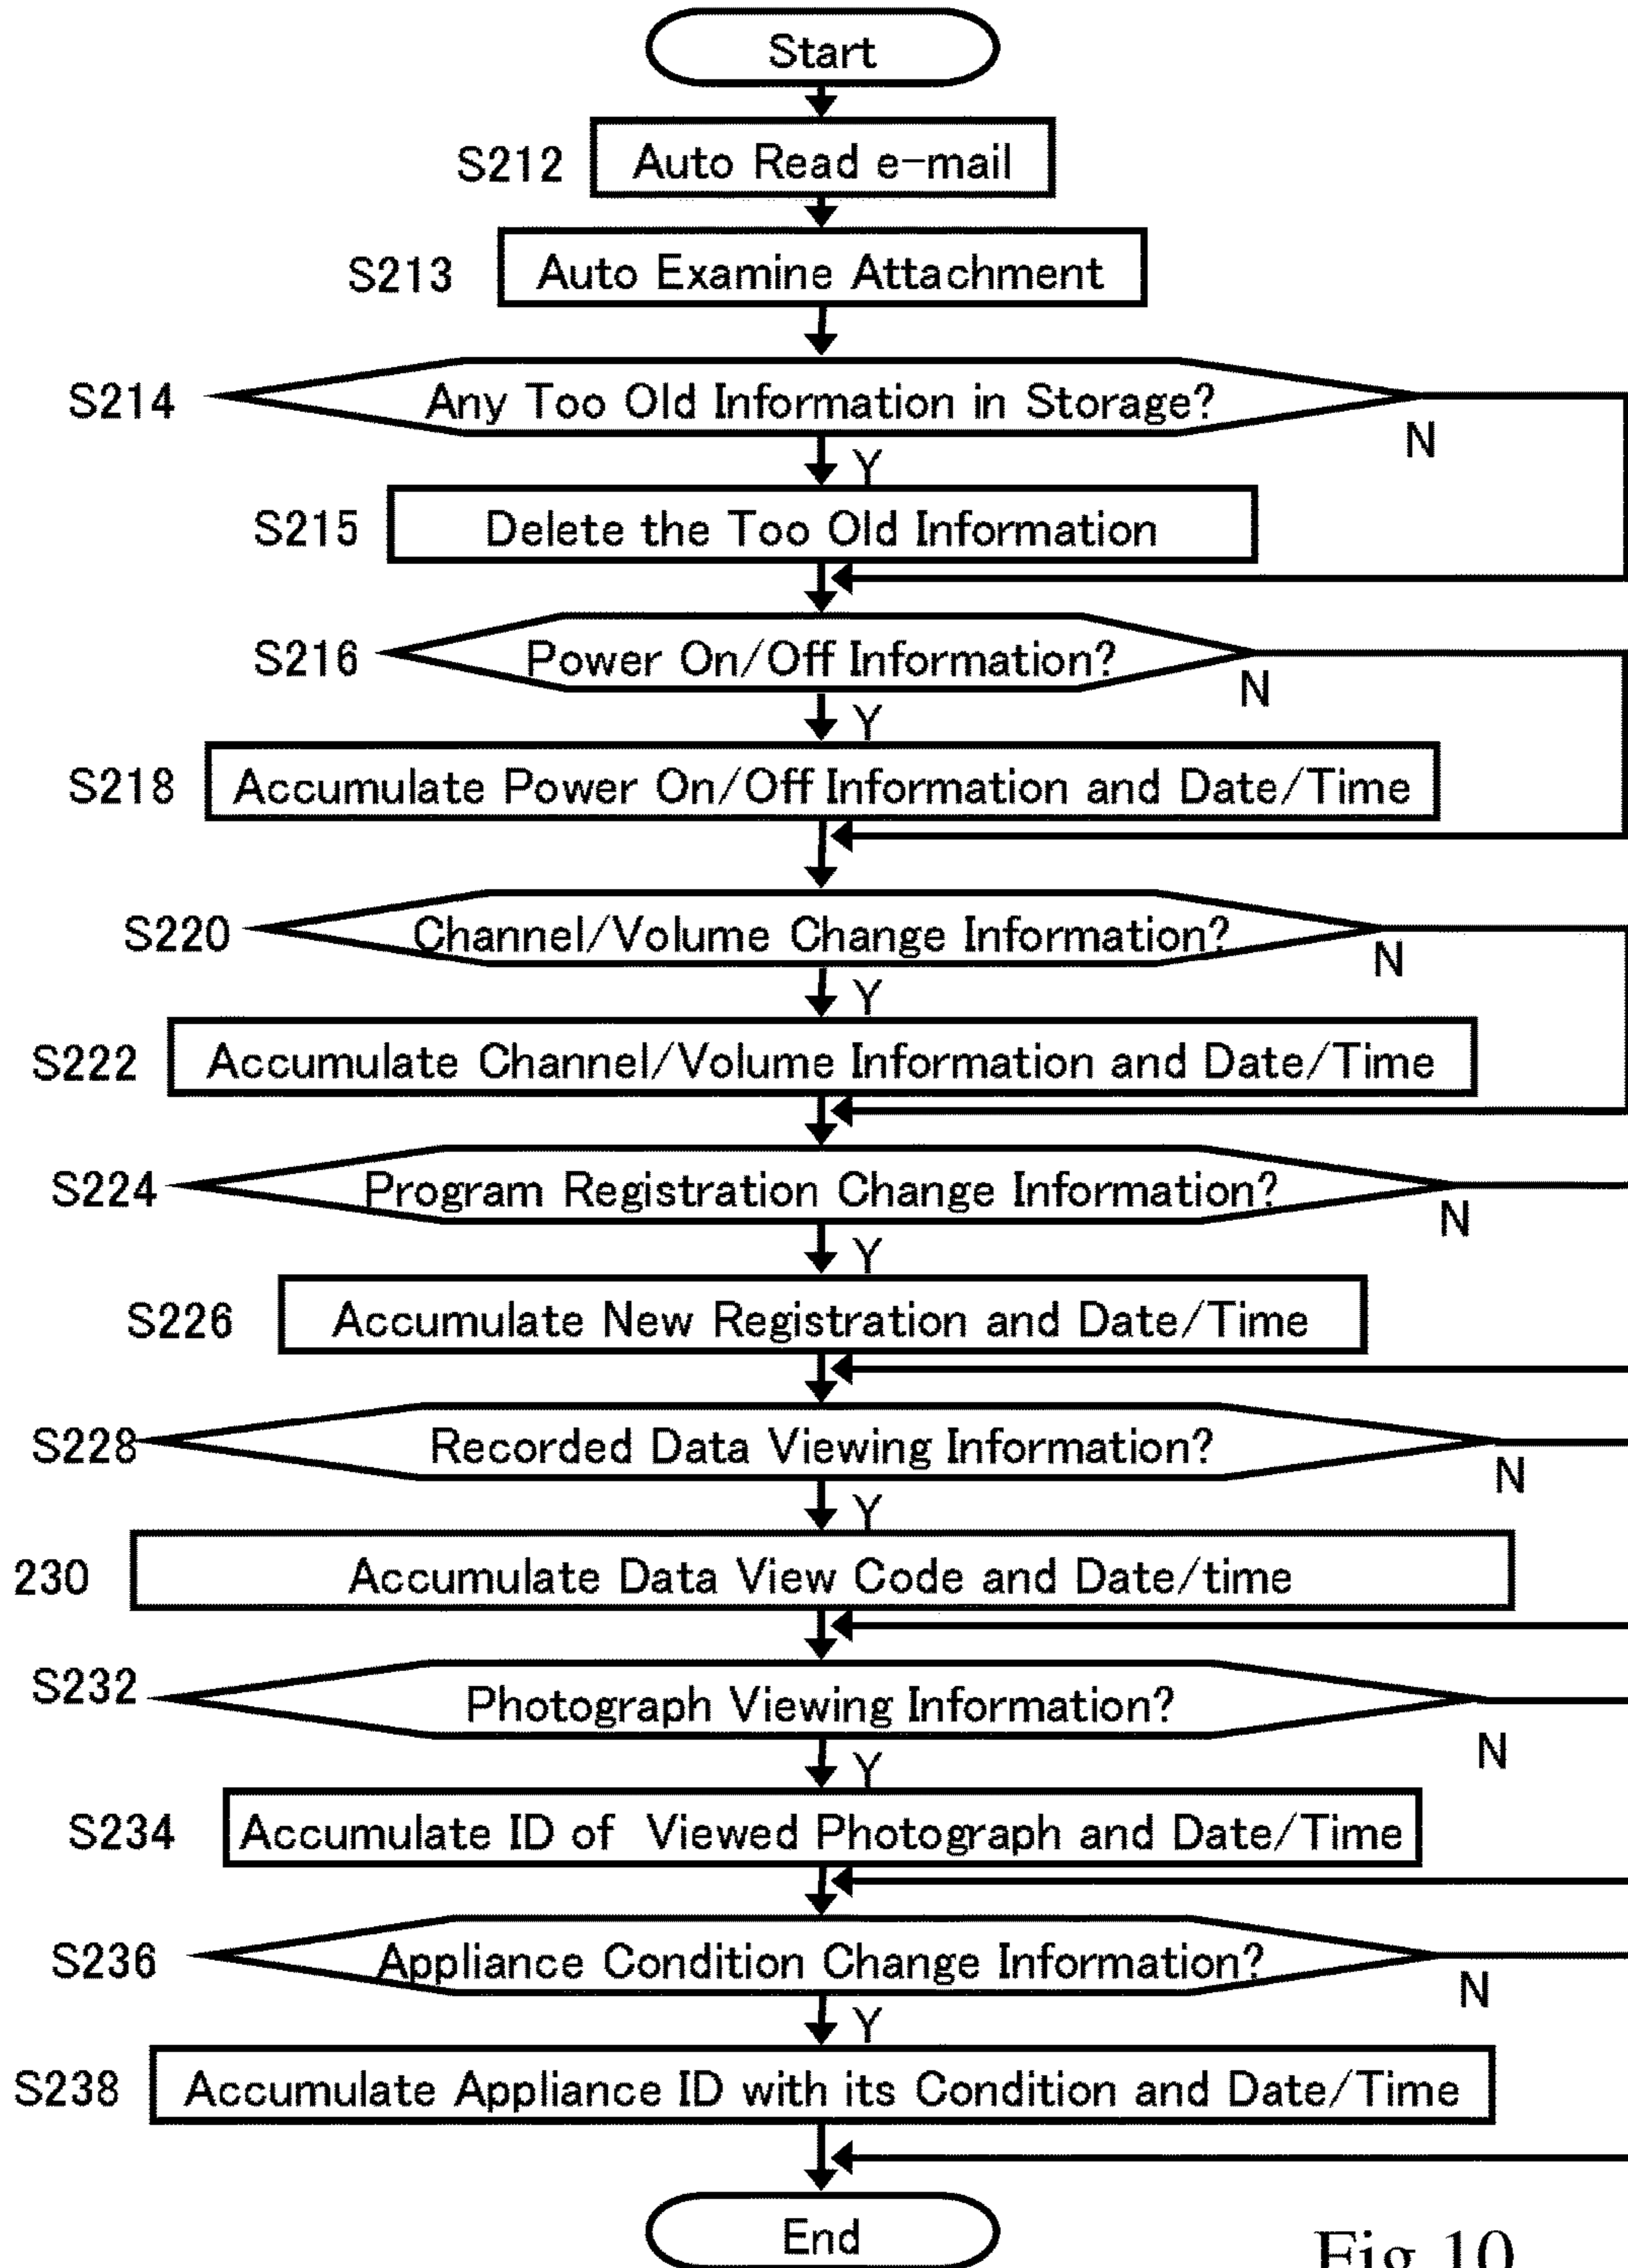 Start
S212 Auto Read e-mail
S213 Auto Examine Attachment
S214 Any Too Old Information in Storage?
N
Y
S215 Delete the Too Old Information
S216 Power On/Off Information?
N
Y
S218 Accumulate Power On/Off Information and Date/Time
S220 Channel/Volume Change Information?
N
Y
S222 Accumulate Channel/Volume Information and Date/Time
S224 Program Registration Change Information?
N
Y
S226 Accumulate New Registration and Date/Time
S228 Recorded Data Viewing Information?
N
Y
230 Accumulate Data View Code and Date/time
S232 Photograph Viewing Information?
N
Y
S234 Accumulate ID of Viewed Photograph and Date/Time
S236 Appliance Condition Change Information?
N
Y
S238 Accumulate Appliance ID with its Condition and Date/Time
End
Fig.10